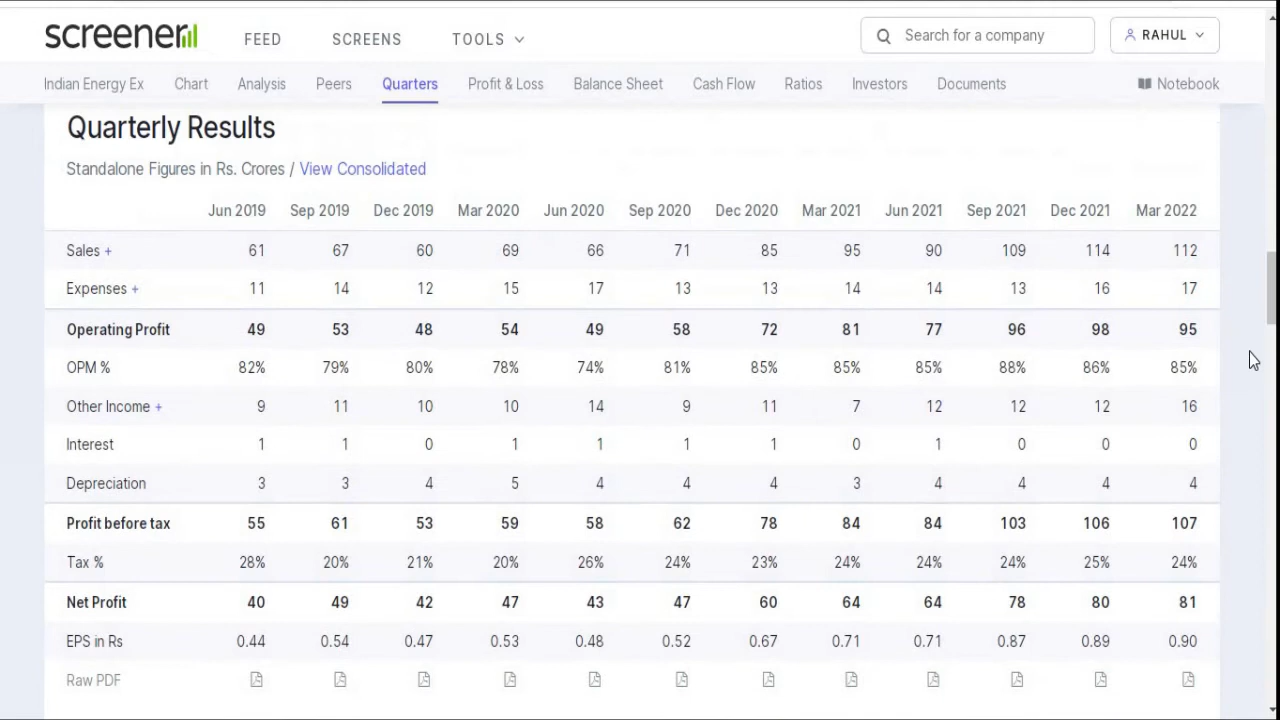 screener FEED SCREENS TOOLS Search for a company RAHUL
Indian Energy Ex Chart Analysis Peers Quarters Profit & Loss Balance Sheet Cash Flow Ratios Investors Documents Notebook
Quarterly Results
Standalone Figures in Rs. Crores / View Consolidated
Jun 2019 Sep 2019 Dec 2019 Mar 2020 Jun 2020 Sep 2020 Dec 2020 Mar 2021 Jun 2021 Sep 2021 Dec 2021 Mar 2022
Sales + 61 67 60 69 66 71 85 95 90 109 114 112
Expenses + 11 14 12 15 17 13 13 14 14 13 16 17
Operating Profit 49 53 48 54 49 58 72 81 77 96 98 95
OPM % 82% 79% 80% 78% 74% 81% 85% 85% 85% 88% 86% 85%
Other Income + 9 11 10 10 14 9 11 7 12 12 12 16
Interest 1 1 0 1 1 1 1 0 1 0 0 0
Depreciation 3 3 4 5 4 4 4 3 4 4 4 4
Profit before tax 55 61 53 59 58 62 78 84 84 103 106 107
Tax % 28% 20% 21% 20% 26% 24% 23% 24% 24% 24% 25% 24%
Net Profit 40 49 42 47 43 47 60 64 64 78 80 81
EPS in Rs 0.44 0.54 0.47 0.53 0.48 0.52 0.67 0.71 0.71 0.87 0.89 0.90
Raw PDF